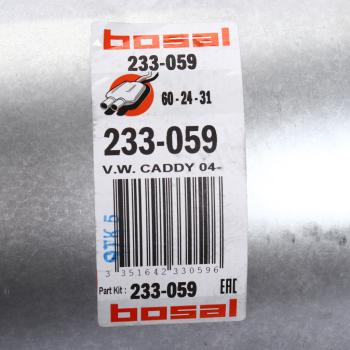 bosal
233-059
60-24-31
233-059
V.W. CADDY 04-
STK 5
3 351642 330596
Part Kit : 233-059
EAC
bosal